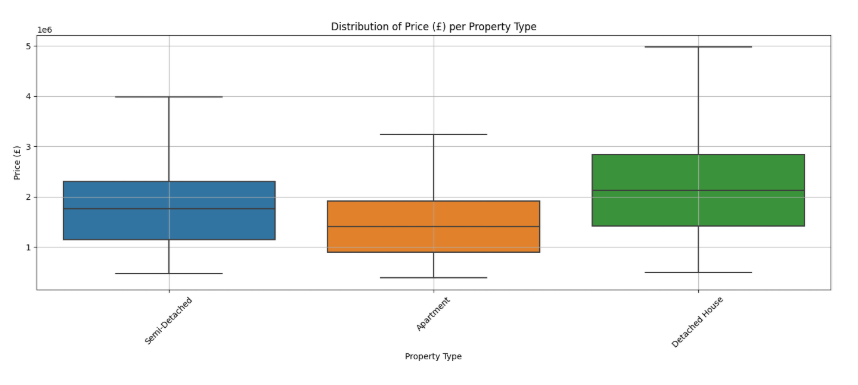 Distribution of Price (£) per Property Type
1e6
5
4
3
2
1
Price (£)
Semi-Detached
Apartment
Detached House
Property Type